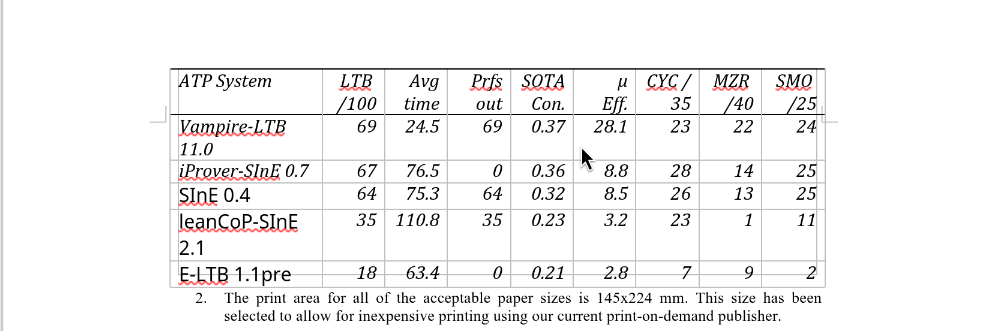 ATP System LTB Avg Prfs SOTA μ CYC / MZR SMO
/100 time out Con. Eff. 35 /40 /25
Vampire-LTB 69 24.5 69 0.37 28.1 23 22 24
11.0
iProver-SInE 0.7 67 76.5 0 0.36 8.8 28 14 25
SInE 0.4 64 75.3 64 0.32 8.5 26 13 25
leanCoP-SInE 35 110.8 35 0.23 3.2 23 1 11
2.1
E-LTB 1.1pre 18 63.4 0 0.21 2.8 7 9 2
2. The print area for all of the acceptable paper sizes is 145x224 mm. This size has been
selected to allow for inexpensive printing using our current print-on-demand publisher.